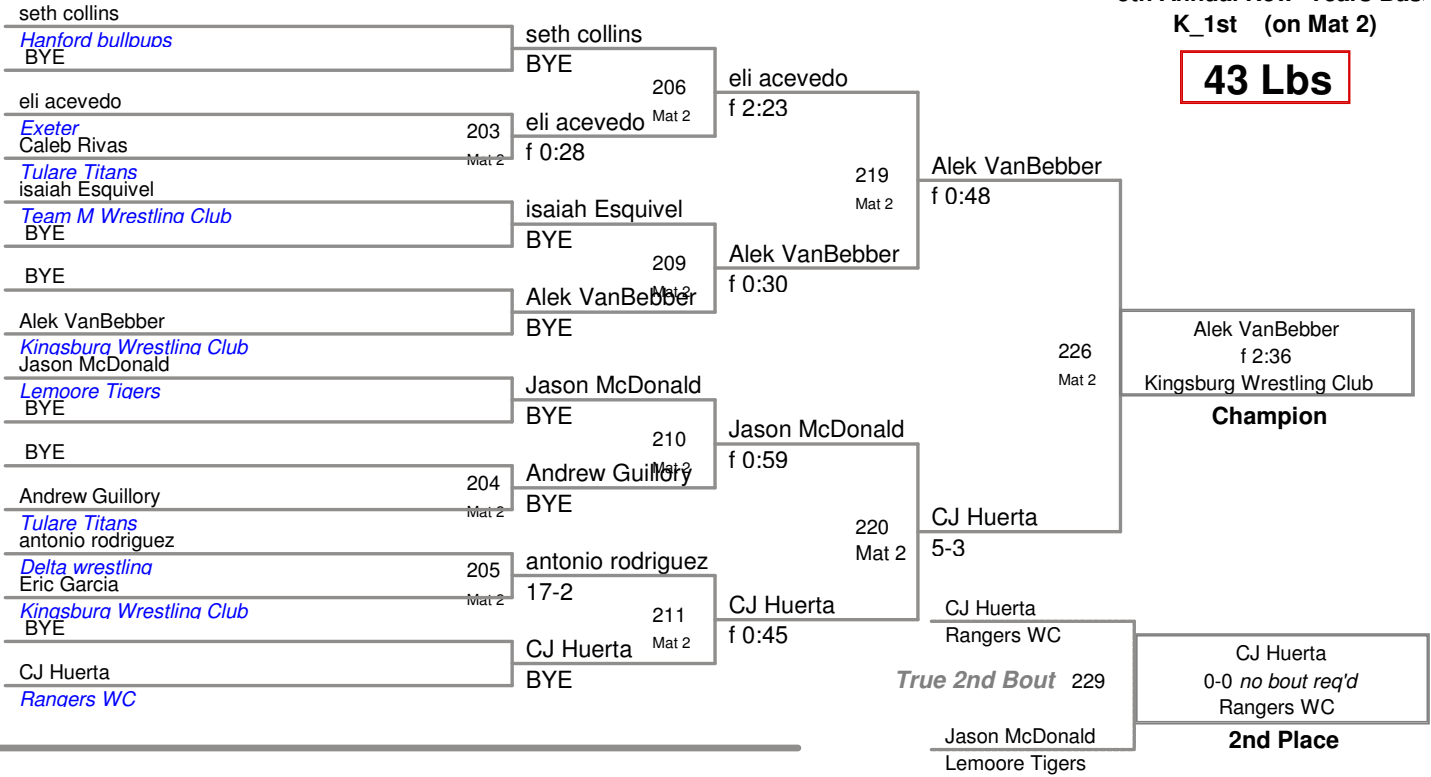 seth collins
Hanford bullpups
BYE
eli acevedo
Exeter
Caleb Rivas
Tulare Titans
isaiah Esquivel
Team M Wrestling Club
BYE
BYE
Alek VanBebber
Kingsburg Wrestling Club
Jason McDonald
Lemoore Tigers
BYE
BYE
Andrew Guillory
Tulare Titans
antonio rodriguez
Delta wrestling
Eric Garcia
Kingsburg Wrestling Club
BYE
CJ Huerta
Rangers WC
203
Mat 2
204
Mat 2
205
Mat 2
seth collins
BYE
eli acevedo
f 0:28
isaiah Esquivel
BYE
Alek VanBebber
BYE
Jason McDonald
BYE
Andrew Guillory
BYE
antonio rodriguez
17-2
CJ Huerta
BYE
206
Mat 2
209
Mat 2
210
Mat 2
211
Mat 2
eli acevedo
f 2:23
Alek VanBebber
f 0:30
Jason McDonald
f 0:59
CJ Huerta
f 0:45
219
Mat 2
220
Mat 2
Alek VanBebber
f 0:48
CJ Huerta
5-3
226
Mat 2
K_1st (on Mat 2)
43 Lbs
Alek VanBebber
f 2:36
Kingsburg Wrestling Club
Champion
CJ Huerta
Rangers WC
True 2nd Bout 229
Jason McDonald
Lemoore Tigers
CJ Huerta
0-0 no bout req'd
Rangers WC
2nd Place